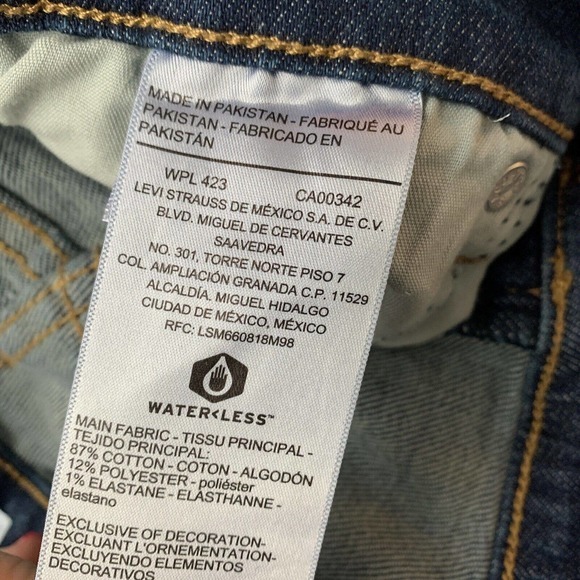 MADE IN PAKISTAN - FABRIQUÉ AU
PAKISTAN - FABRICADO EN
PAKISTÁN
WPL 423 CA00342
LEVI STRAUSS DE MÉXICO S.A. DE C.V.
BLVD. MIGUEL DE CERVANTES
SAAVEDRA
NO. 301, TORRE NORTE PISO 7
COL. AMPLIACIÓN GRANADA C.P. 11529
ALCALDÍA. MIGUEL HIDALGO
CIUDAD DE MÉXICO, MÉXICO
RFC: LSM660818M98
WATER<LESS™
MAIN FABRIC - TISSU PRINCIPAL -
TEJIDO PRINCIPAL:
87% COTTON - COTON - ALGODÓN
12% POLYESTER - poliéster
1% ELASTANE - ELASTHANNE -
elastano
EXCLUSIVE OF DECORATION-
EXCLUANT L'ORNEMENTATION-
EXCLUYENDO ELEMENTOS
DECORATIVOS